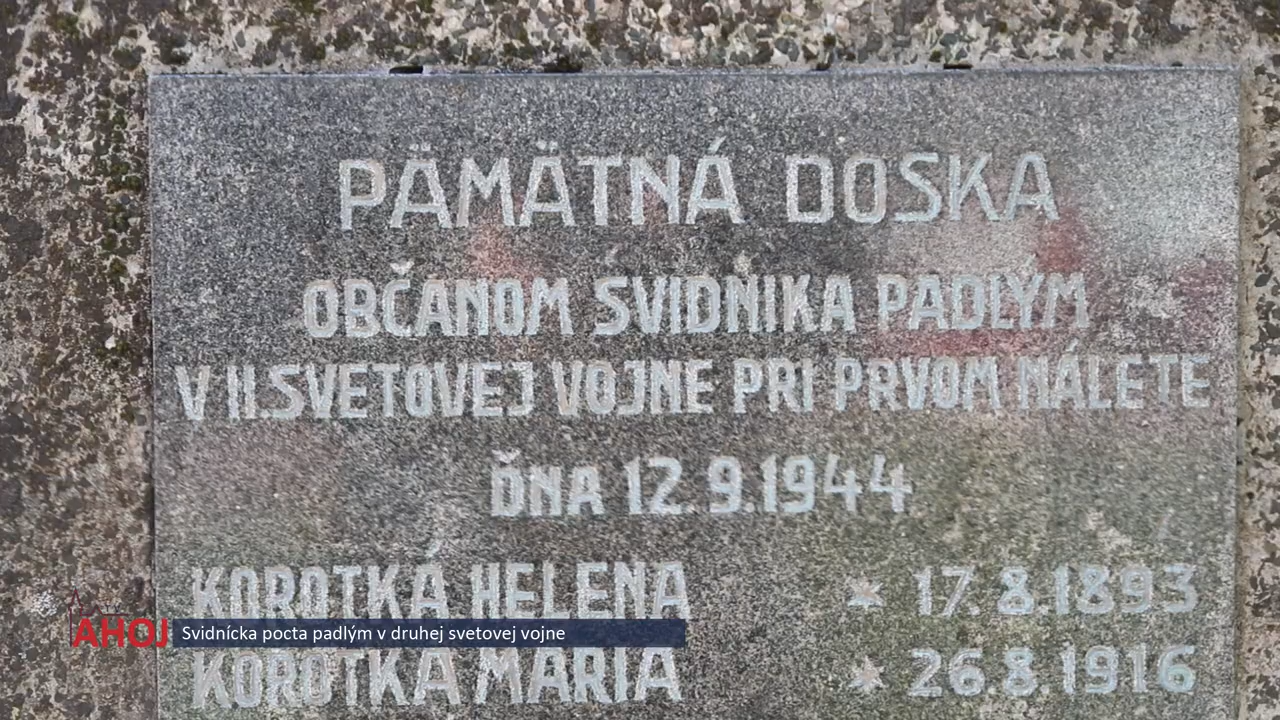 PÄMÄTNÁ DOSKA
OBČANOM SVIDNIKA PADLÝM
V II.SVETOVEJ VOJNE PRI PRVOM NÁLETE
ĎNA 12.9.1944
KOROTKÁ HELENA * 17.8.1893
AHOJ Svidnícka pocta padlým v druhej svetovej vojne
KOROTKÁ MARIA * 26.8.1916